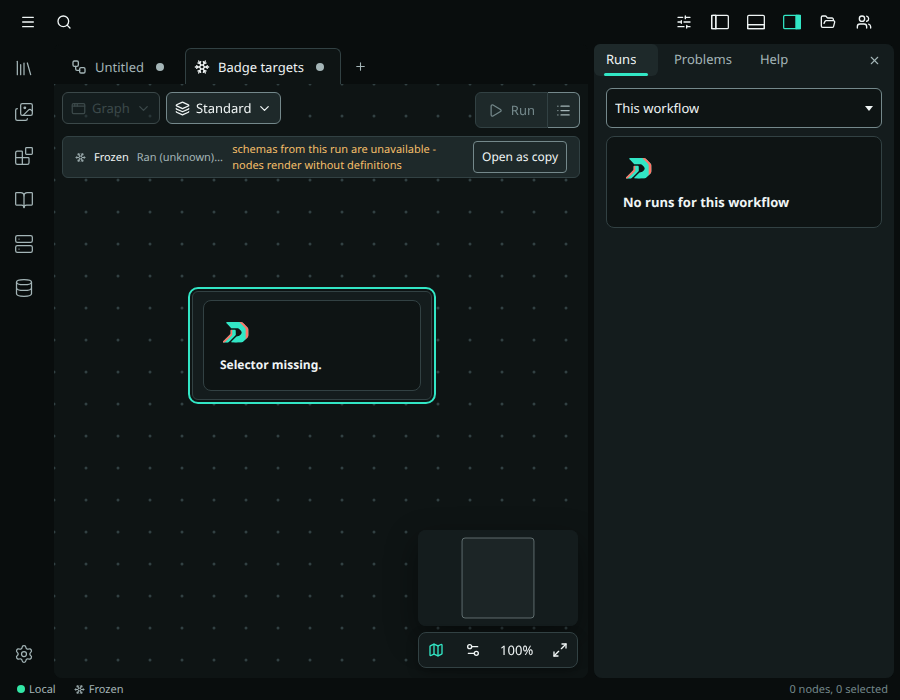 Untitled
Badge targets
Runs
Problems
Help
Graph
Standard
Run
This workflow
Frozen
Ran (unknown)...
schemas from this run are unavailable -
nodes render without definitions
Open as copy
No runs for this workflow
Selector missing.
100%
Local
Frozen
0 nodes, 0 selected